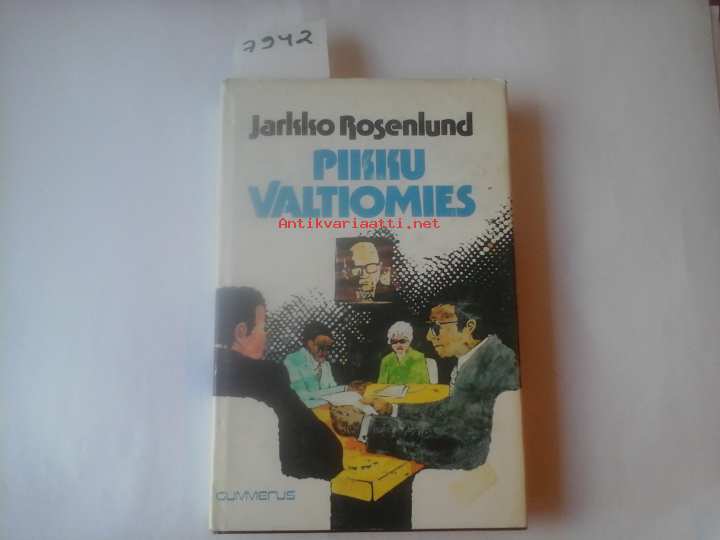 7942
Jarkko Rosenlund
PIKKU
VALTIOMIES
Antikvariaatti.net
GUMMERUS